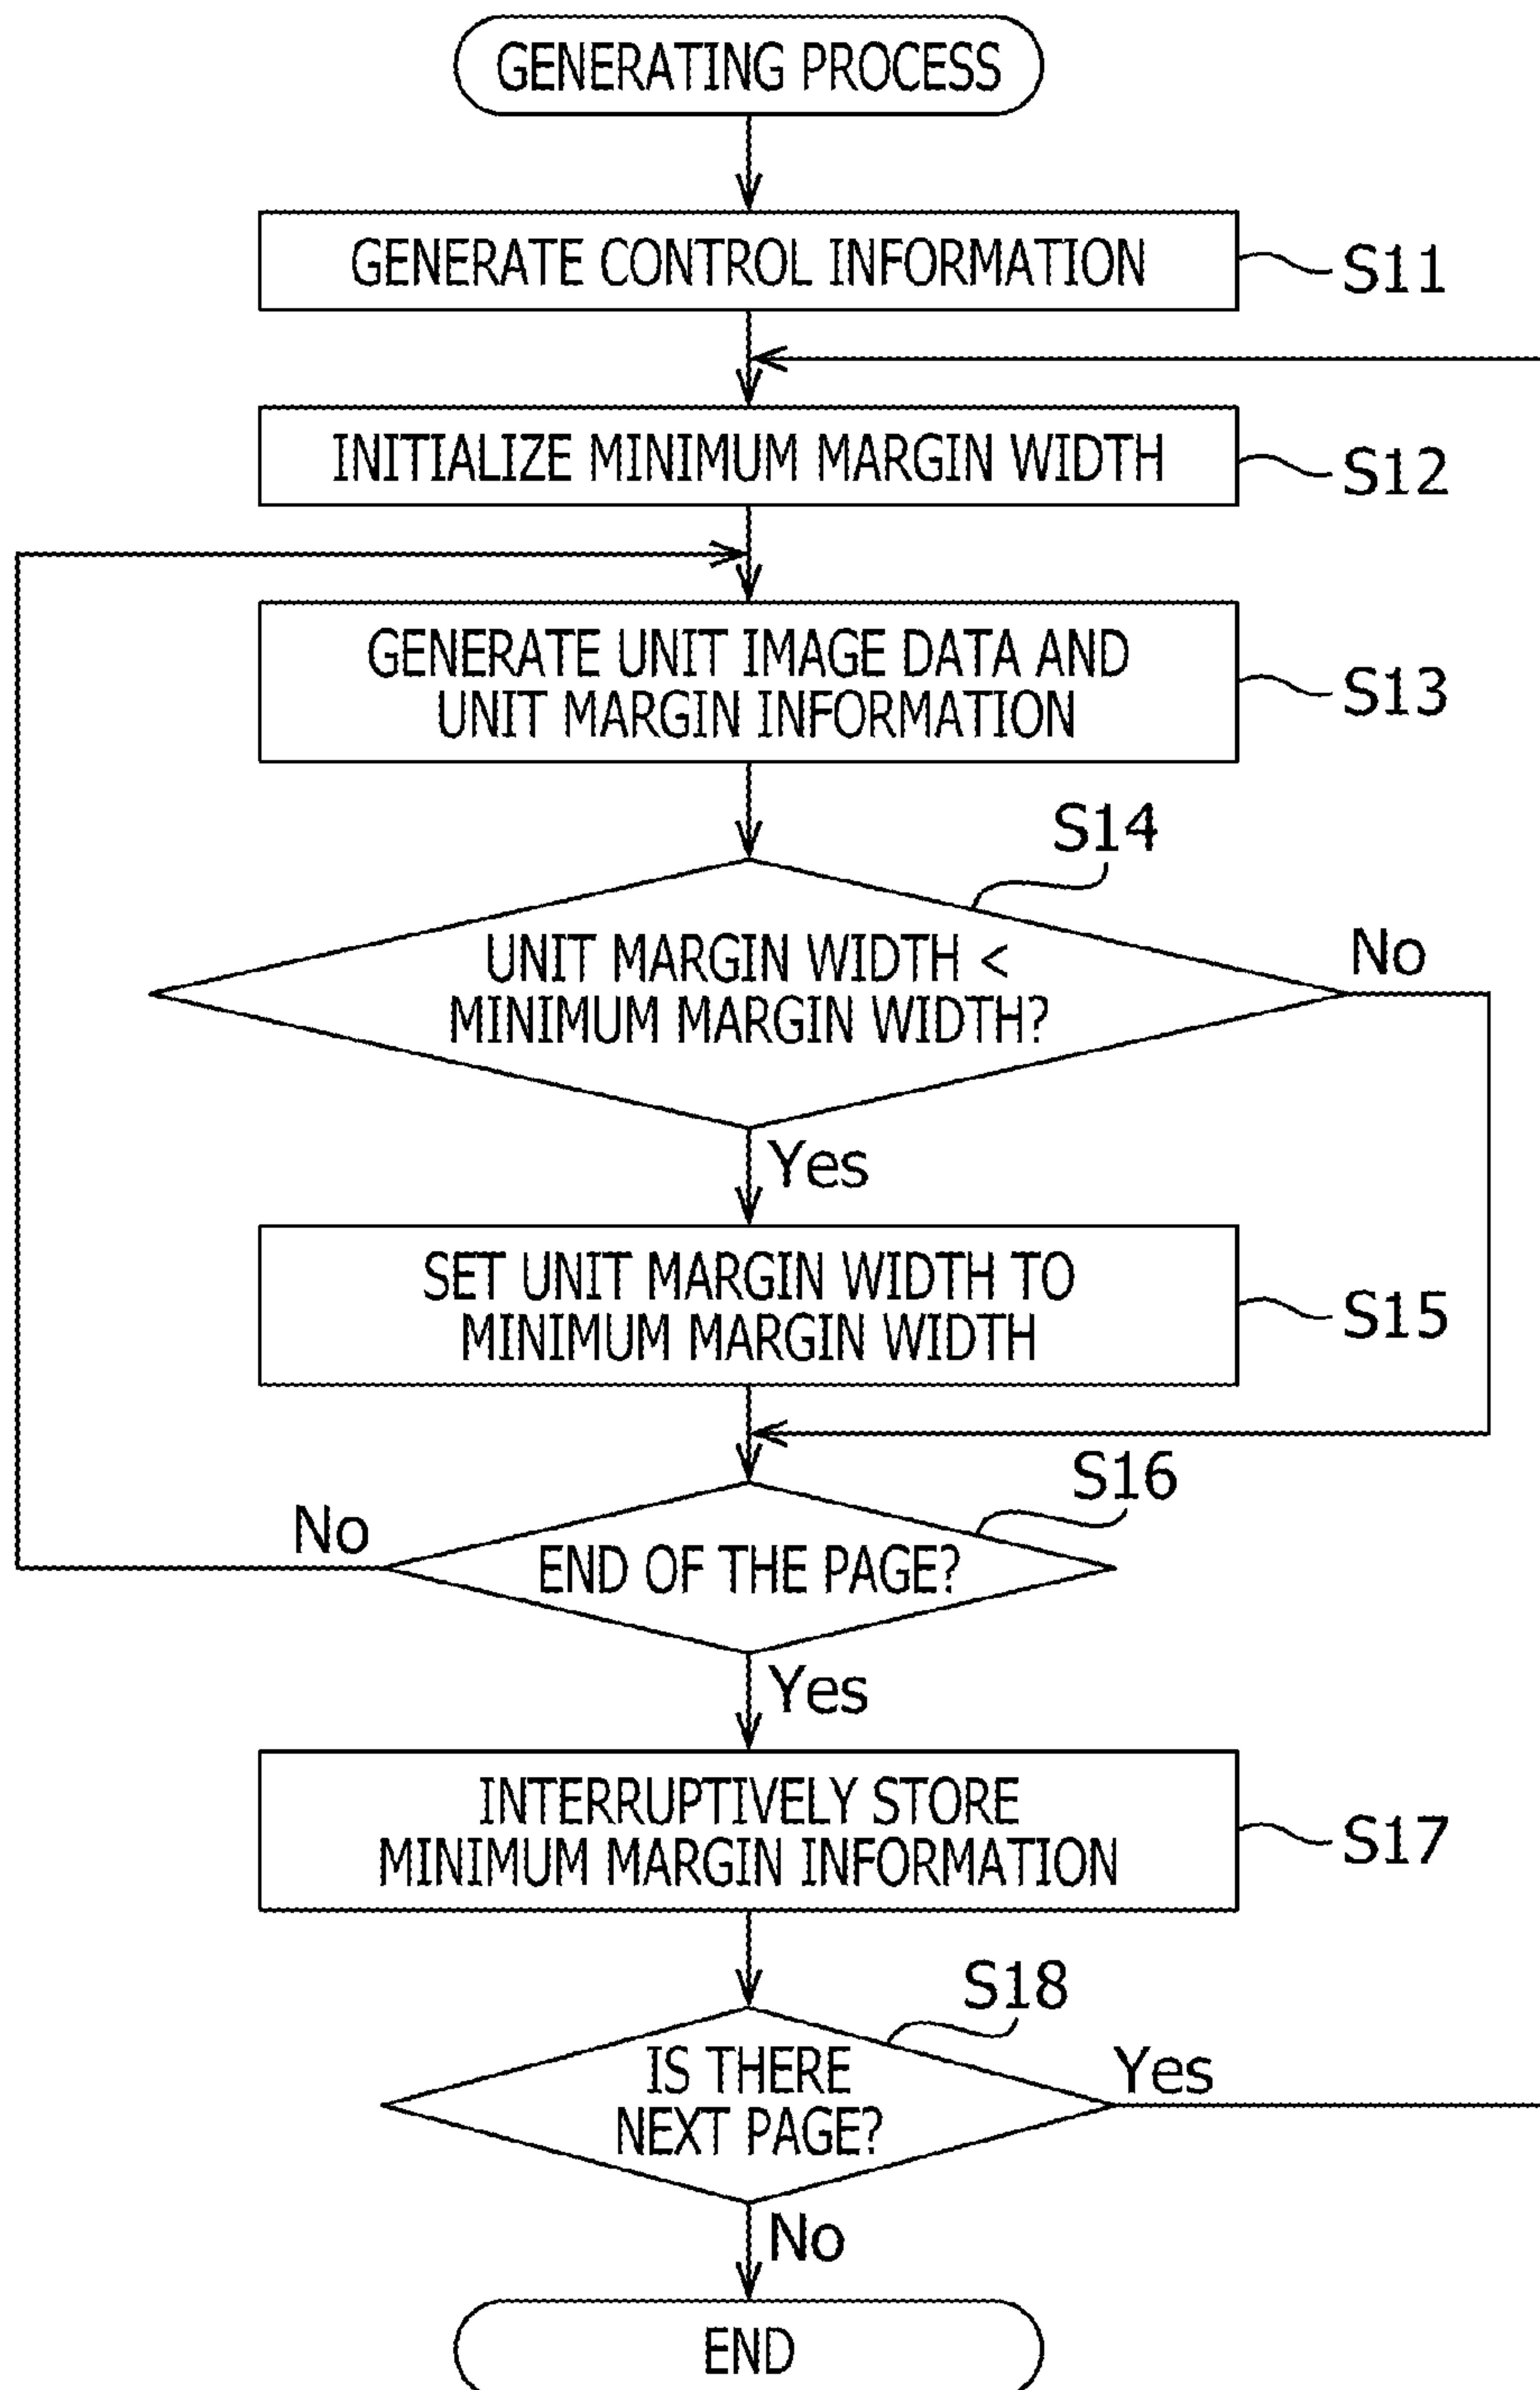 GENERATING PROCESS
GENERATE CONTROL INFORMATION
S11
INITIALIZE MINIMUM MARGIN WIDTH
S12
GENERATE UNIT IMAGE DATA AND
UNIT MARGIN INFORMATION
S13
S14
UNIT MARGIN WIDTH <
MINIMUM MARGIN WIDTH?
No
Yes
SET UNIT MARGIN WIDTH TO
MINIMUM MARGIN WIDTH
S15
S16
No
END OF THE PAGE?
Yes
INTERRUPTIVELY STORE
MINIMUM MARGIN INFORMATION
S17
S18
IS THERE
NEXT PAGE?
Yes
No
END